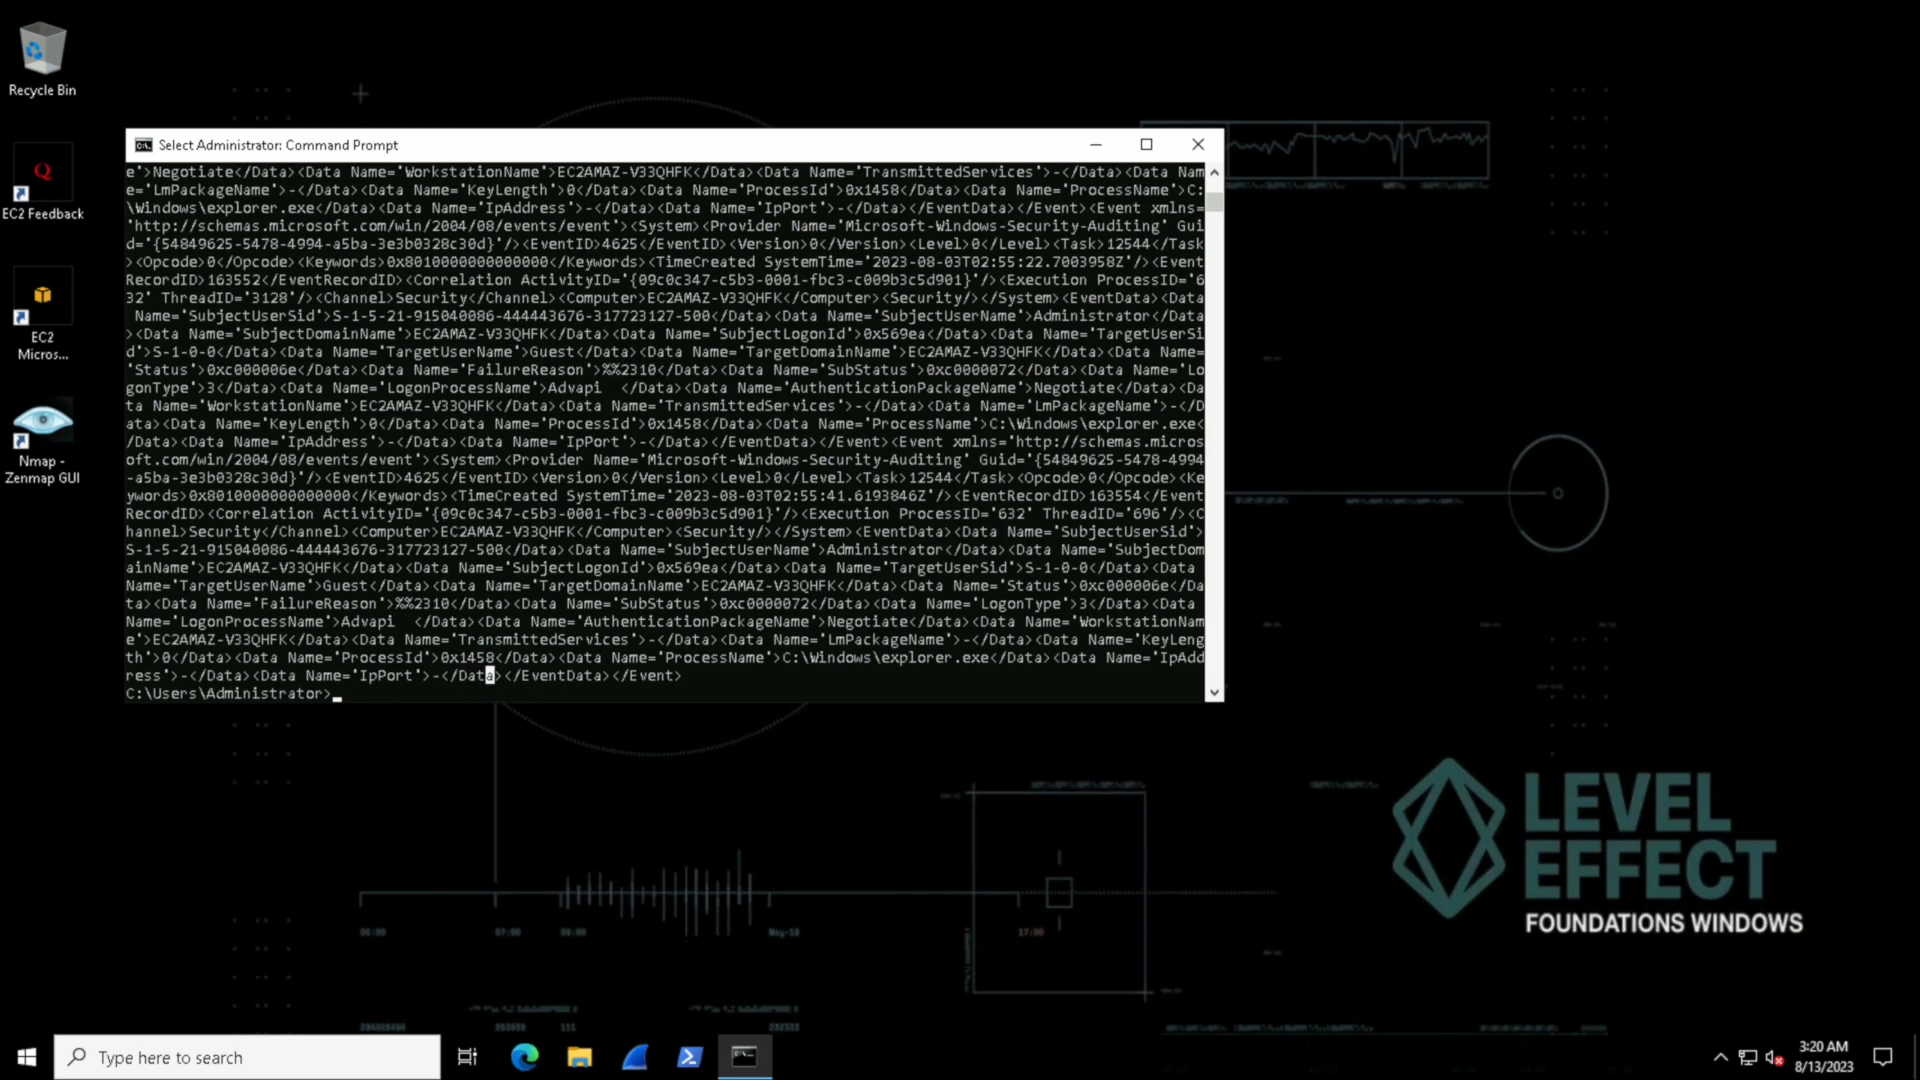 Recycle Bin
EC2 Feedback
EC2
Micros...
Nmap -
Zenmap GUI
Select Administrator: Command Prompt
e'>Negotiate</Data><Data Name='WorkstationName'>EC2AMAZ-V33QHFK</Data><Data Name='TransmittedServices'>-</Data><Data Nam
e='LmPackageName'>-</Data><Data Name='KeyLength'>0</Data><Data Name='ProcessId'>0x1458</Data><Data Name='ProcessName'>C:
\Windows\explorer.exe</Data><Data Name='IpAddress'>-</Data><Data Name='IpPort'>-</Data></EventData></Event><Event xmlns=
'http://schemas.microsoft.com/win/2004/08/events/event'><System><Provider Name='Microsoft-Windows-Security-Auditing' Gui
d='{54849625-5478-4994-a5ba-3e3b0328c30d}'/><EventID>4625</EventID><Version>0</Version><Level>0</Level><Task>12544</Task
><Opcode>0</Opcode><Keywords>0x8010000000000000</Keywords><TimeCreated SystemTime='2023-08-03T02:55:22.7003958Z'/><Event
RecordID>163552</EventRecordID><Correlation ActivityID='{09c0c347-c5b3-0001-fbc3-c009b3c5d901}'/><Execution ProcessID='6
32' ThreadID='3128'/><Channel>Security</Channel><Computer>EC2AMAZ-V33QHFK</Computer><Security/></System><EventData><Data
Name='SubjectUserSid'>S-1-5-21-915040086-444443676-317723127-500</Data><Data Name='SubjectUserName'>Administrator</Data
><Data Name='SubjectDomainName'>EC2AMAZ-V33QHFK</Data><Data Name='SubjectLogonId'>0x569ea</Data><Data Name='TargetUserSi
d'>S-1-0-0</Data><Data Name='TargetUserName'>Guest</Data><Data Name='TargetDomainName'>EC2AMAZ-V33QHFK</Data><Data Name=
'Status'>0xc000006e</Data><Data Name='FailureReason'>%%2310</Data><Data Name='SubStatus'>0xc0000072</Data><Data Name='Lo
gonType'>3</Data><Data Name='LogonProcessName'>Advapi  </Data><Data Name='AuthenticationPackageName'>Negotiate</Data><Da
ta Name='WorkstationName'>EC2AMAZ-V33QHFK</Data><Data Name='TransmittedServices'>-</Data><Data Name='LmPackageName'>-</D
ata><Data Name='KeyLength'>0</Data><Data Name='ProcessId'>0x1458</Data><Data Name='ProcessName'>C:\Windows\explorer.exe<
/Data><Data Name='IpAddress'>-</Data><Data Name='IpPort'>-</Data></EventData></Event><Event xmlns='http://schemas.micros
oft.com/win/2004/08/events/event'><System><Provider Name='Microsoft-Windows-Security-Auditing' Guid='{54849625-5478-4994
-a5ba-3e3b0328c30d}'/><EventID>4625</EventID><Version>0</Version><Level>0</Level><Task>12544</Task><Opcode>0</Opcode><Ke
ywords>0x8010000000000000</Keywords><TimeCreated SystemTime='2023-08-03T02:55:41.6193846Z'/><EventRecordID>163554</Event
RecordID><Correlation ActivityID='{09c0c347-c5b3-0001-fbc3-c009b3c5d901}'/><Execution ProcessID='632' ThreadID='696'/><C
hannel>Security</Channel><Computer>EC2AMAZ-V33QHFK</Computer><Security/></System><EventData><Data Name='SubjectUserSid'>
S-1-5-21-915040086-444443676-317723127-500</Data><Data Name='SubjectUserName'>Administrator</Data><Data Name='SubjectDom
ainName'>EC2AMAZ-V33QHFK</Data><Data Name='SubjectLogonId'>0x569ea</Data><Data Name='TargetUserSid'>S-1-0-0</Data><Data
Name='TargetUserName'>Guest</Data><Data Name='TargetDomainName'>EC2AMAZ-V33QHFK</Data><Data Name='Status'>0xc000006e</Da
ta><Data Name='FailureReason'>%%2310</Data><Data Name='SubStatus'>0xc0000072</Data><Data Name='LogonType'>3</Data><Data
Name='LogonProcessName'>Advapi  </Data><Data Name='AuthenticationPackageName'>Negotiate</Data><Data Name='WorkstationNam
e'>EC2AMAZ-V33QHFK</Data><Data Name='TransmittedServices'>-</Data><Data Name='LmPackageName'>-</Data><Data Name='KeyLeng
th'>0</Data><Data Name='ProcessId'>0x1458</Data><Data Name='ProcessName'>C:\Windows\explorer.exe</Data><Data Name='IpAdd
ress'>-</Data><Data Name='IpPort'>-</Data></EventData></Event>
C:\Users\Administrator>
LEVEL
EFFECT
FOUNDATIONS WINDOWS
06:00
07:00
17:00
Type here to search
3:20 AM
8/13/2023